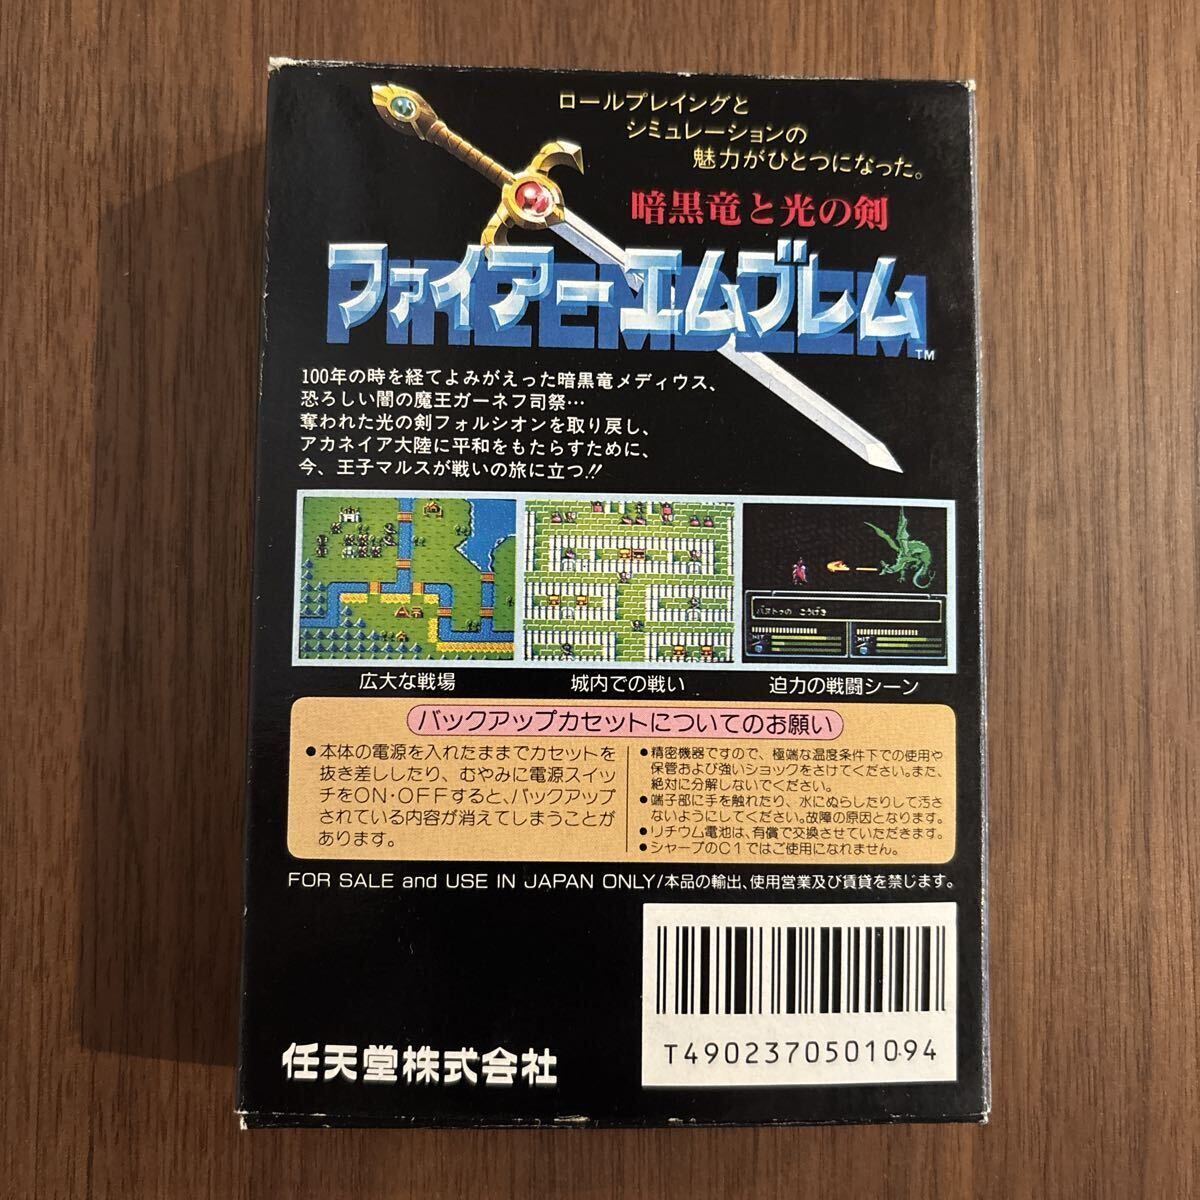 ロールプレイングと
シミュレーションの
魅力がひとつになった。
暗黒竜と光の剣
ファイアーエムブレム
FIRE EMBLEM
TM
100年の時を経てよみがえった暗黒竜メディウス、
恐ろしい闇の魔王ガーネフ司祭…
奪われた光の剣フォルシオンを取り戻し、
アカネイア大陸に平和をもたらすために、
今、王子マルスが戦いの旅に立つ!!
バヌトゥの こうげき
HIT
HIT
広大な戦場
城内での戦い
迫力の戦闘シーン
バックアップカセットについてのお願い
●本体の電源を入れたままでカセットを
抜き差ししたり、むやみに電源スイッ
チをON・OFFすると、バックアップ
されている内容が消えてしまうことが
あります。
●精密機器ですので、極端な温度条件下での使用や
保管および強いショックをさけてください。また、
絶対に分解しないでください。
●端子部に手を触れたり、水にぬらしたりして汚さ
ないようにしてください。故障の原因となります。
●リチウム電池は、有償で交換させていただきます。
●シャープのC1ではご使用になれません。
FOR SALE and USE IN JAPAN ONLY/本品の輸出、使用営業及び賃貸を禁じます。
T4902370501094
任天堂株式会社